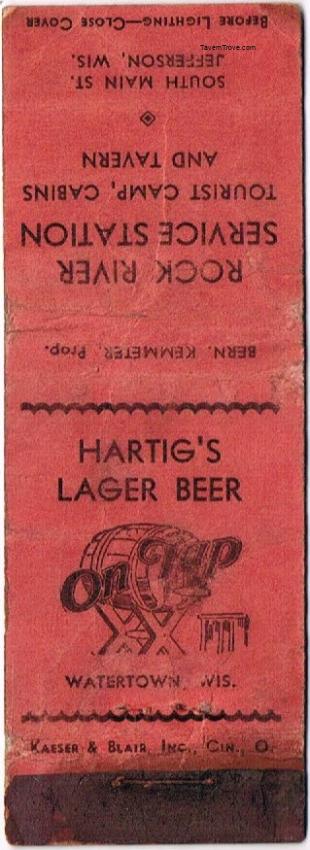 TavernTrove.com
BERN. KEMMETER, Prop.
ROCK RIVER
SERVICE STATION
TOURIST CAMP, CABINS
AND TAVERN
SOUTH MAIN ST.
JEFFERSON, WIS.
BEFORE LIGHTING—CLOSE COVER
HARTIG'S
LAGER BEER
On Tap
WATERTOWN, WIS.
KAESER & BLAIR, INC., CIN., O.